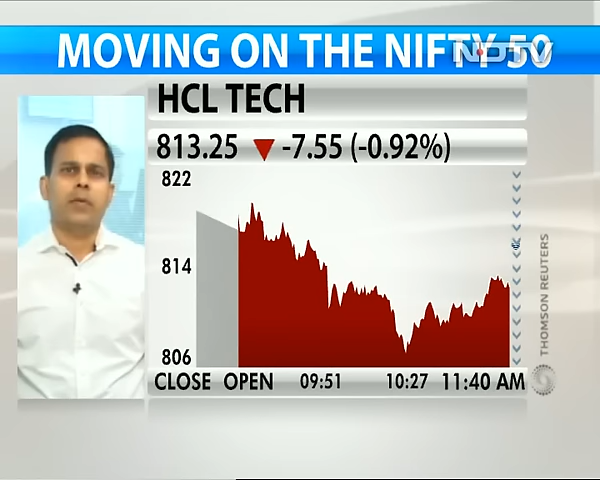 MOVING ON THE NIFTY 50
NDTV
HCL TECH
813.25 ▼ -7.55 (-0.92%)
822
814
806
CLOSE OPEN 09:51 10:27 11:40 AM
THOMSON REUTERS